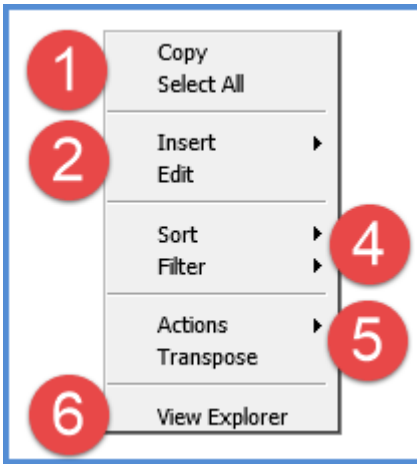 1
Copy
Select All
2
Insert
Edit
Sort
4
Filter
Actions
5
Transpose
6
View Explorer